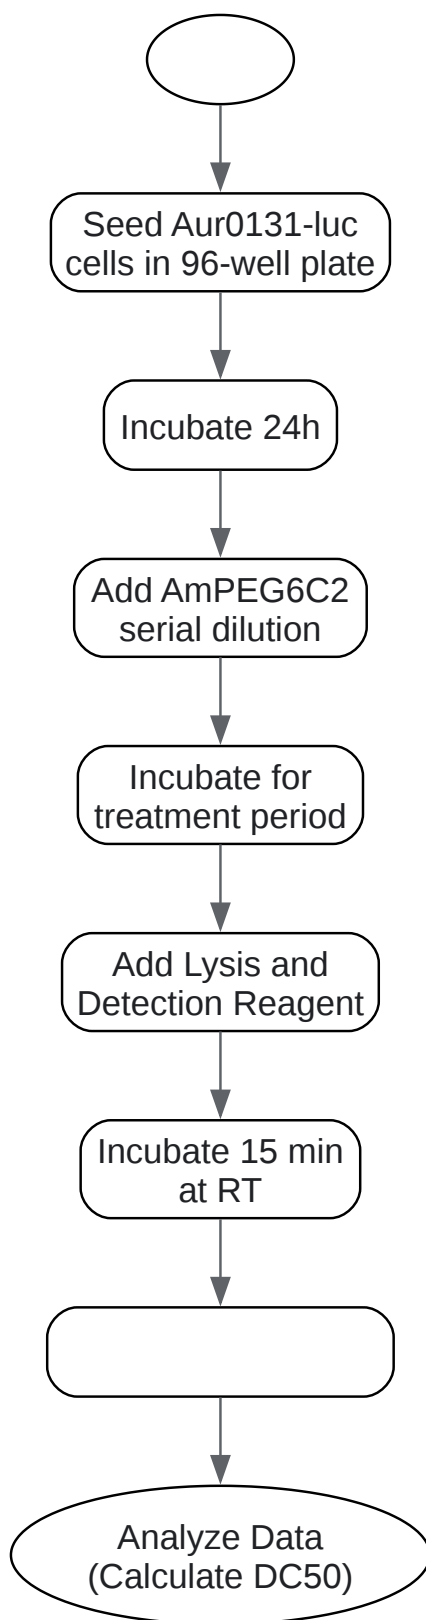 Seed Aur0131-luc
cells in 96-well plate
Incubate 24h
Add AmPEG6C2
serial dilution
Incubate for
treatment period
Add Lysis and
Detection Reagent
Incubate 15 min
at RT
Analyze Data
(Calculate DC50)